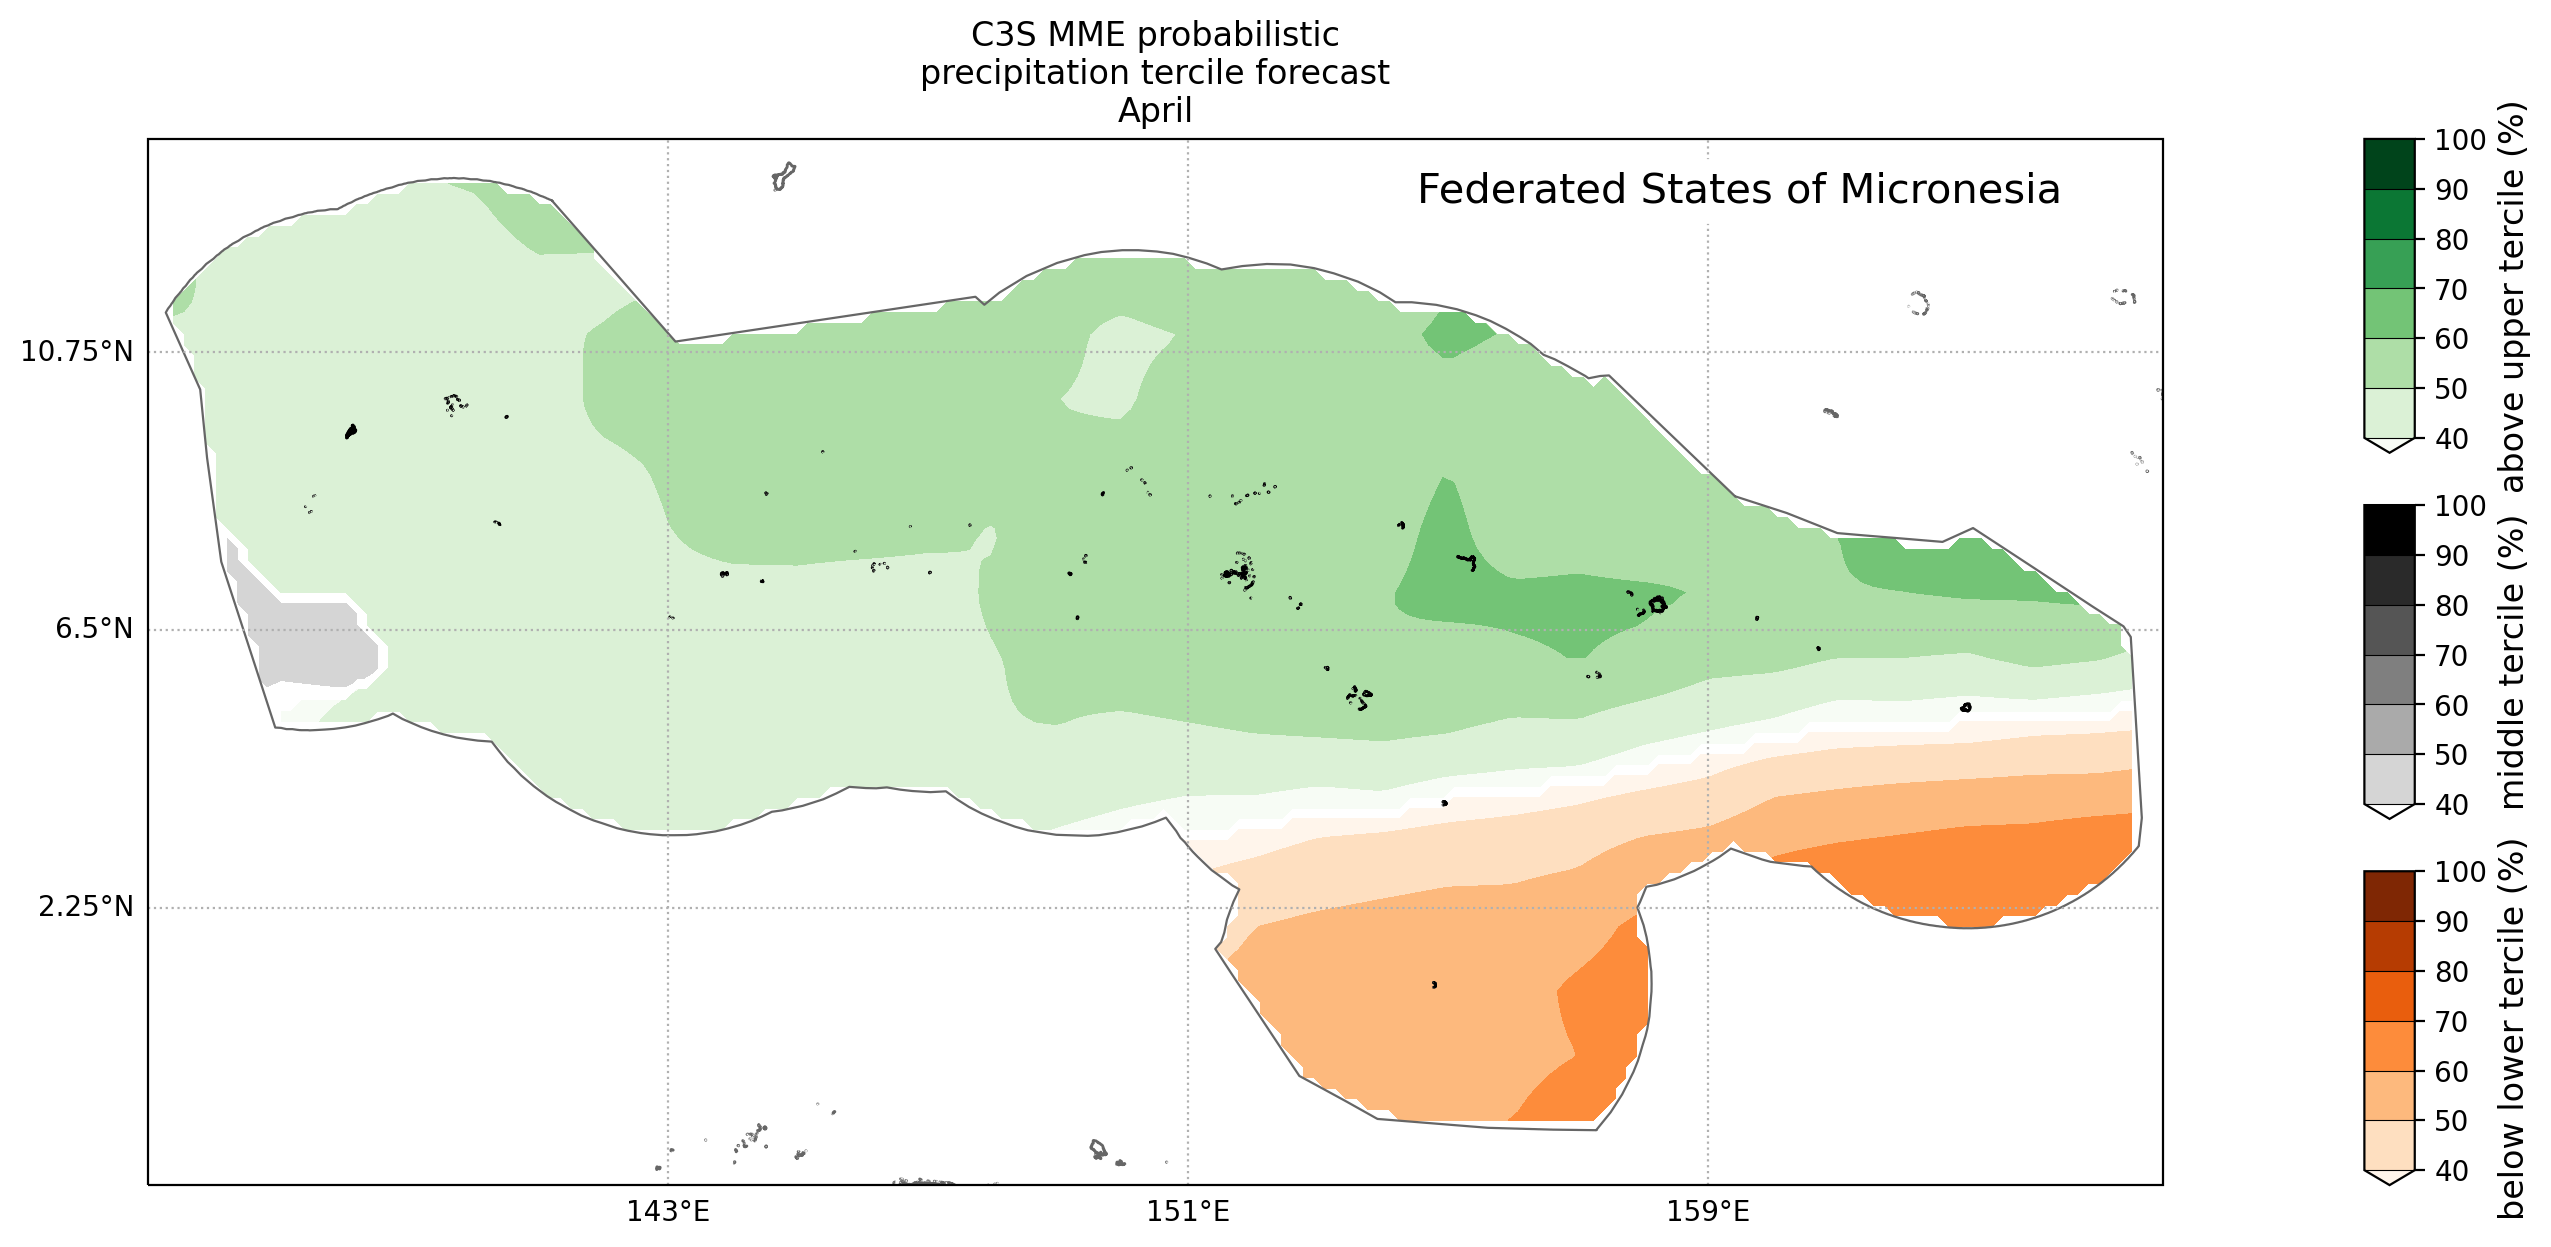 C3S MME probabilistic
precipitation tercile forecast
April
Federated States of Micronesia
10.75°N
6.5°N
2.25°N
143°E
151°E
159°E
100
90
80
70
60
50
40
above upper tercile (%)
100
90
80
70
60
50
40
middle tercile (%)
100
90
80
70
60
50
40
below lower tercile (%)